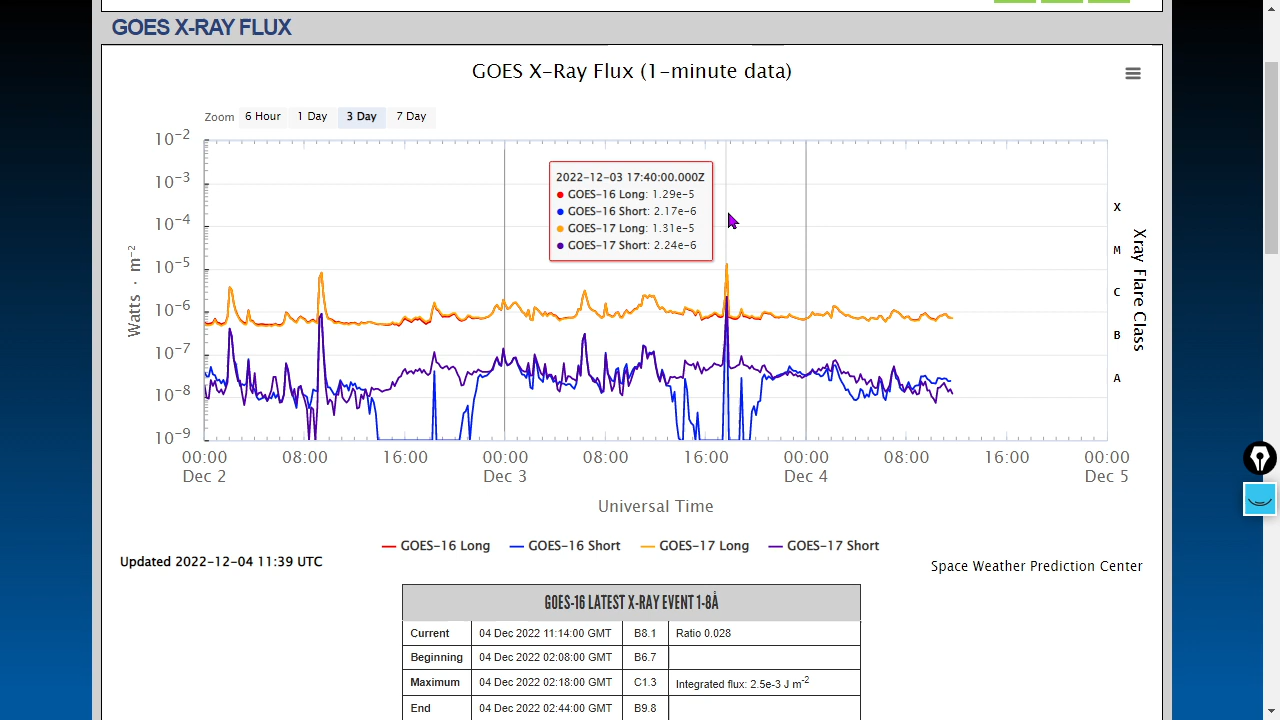 GOES X-RAY FLUX
GOES X-Ray Flux (1-minute data)
Zoom 6 Hour 1 Day 3 Day 7 Day
10-2
10-3
10-4
10-5
10-6
10-7
10-8
10-9
Watts · m-2
2022-12-03 17:40:00.000Z
GOES-16 Long: 1.29e-5
GOES-16 Short: 2.17e-6
GOES-17 Long: 1.31e-5
GOES-17 Short: 2.24e-6
X
M
C
B
A
Xray Flare Class
00:00 08:00 16:00 00:00 08:00 16:00 00:00 08:00 16:00 00:00
Dec 2 Dec 3 Dec 4 Dec 5
Universal Time
GOES-16 Long GOES-16 Short GOES-17 Long GOES-17 Short
Updated 2022-12-04 11:39 UTC
Space Weather Prediction Center
GOES-16 LATEST X-RAY EVENT 1-8Å
Current 04 Dec 2022 11:14:00 GMT B8.1 Ratio 0.028
Beginning 04 Dec 2022 02:08:00 GMT B6.7
Maximum 04 Dec 2022 02:18:00 GMT C1.3 Integrated flux: 2.5e-3 J m-2
End 04 Dec 2022 02:44:00 GMT B9.8